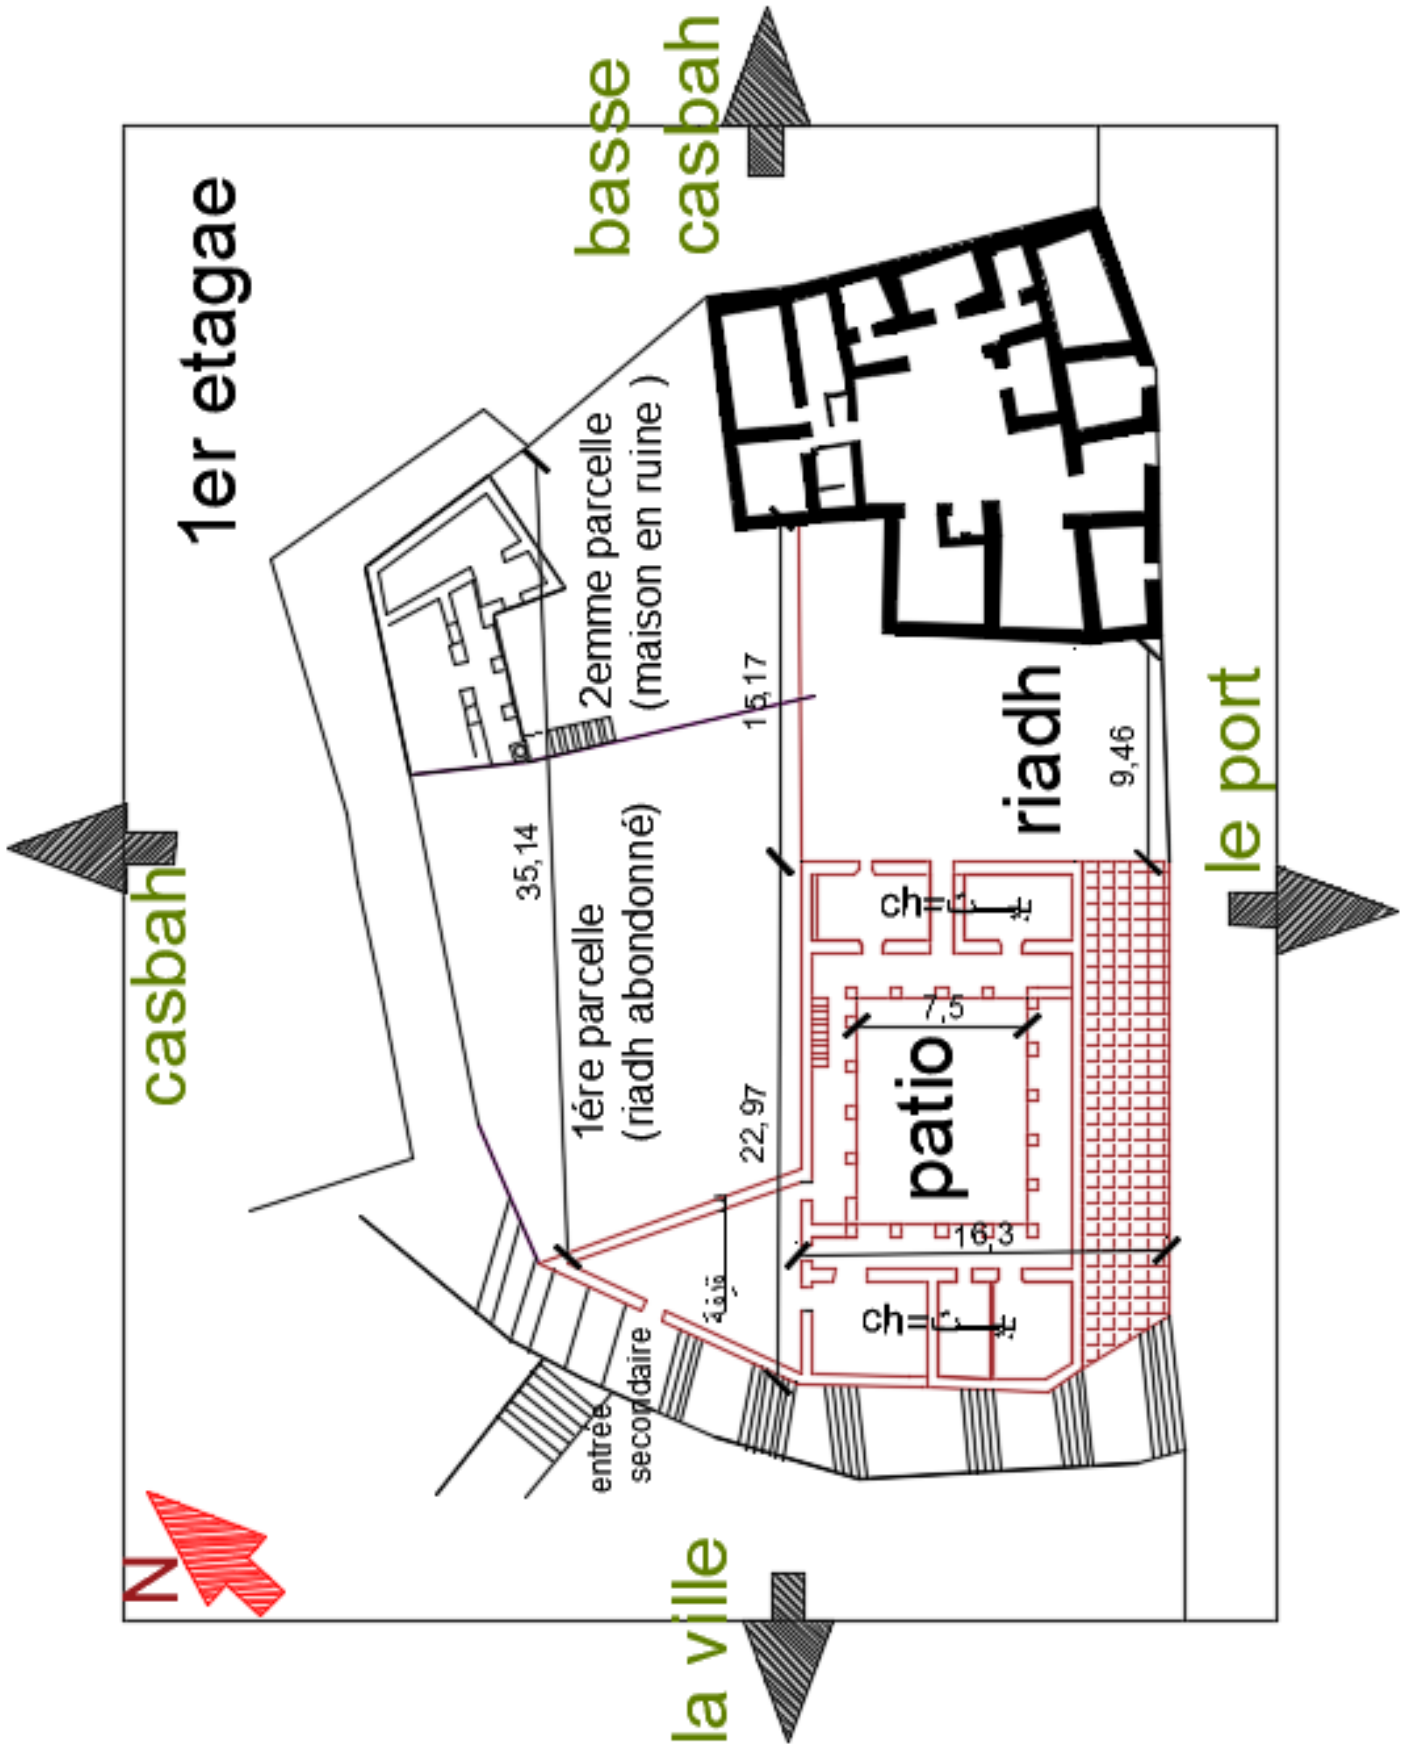 1er etagae
casbah
basse
casbah
la ville
le port
N
35,14
1ére parcelle
(riadh abondonné)
2emme parcelle
(maison en ruine )
15,17
22,97
9,46
riadh
patio
7,5
16,3
ch=
ch=
entrée
secondaire